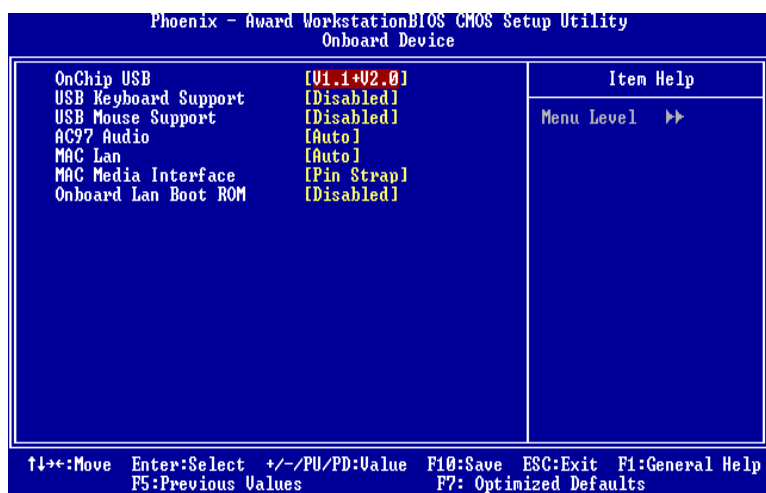 Phoenix - Award WorkstationBIOS CMOS Setup Utility
Onboard Device
OnChip USB [V1.1+V2.0]
USB Keyboard Support [Disabled]
USB Mouse Support [Disabled]
AC97 Audio [Auto]
MAC Lan [Auto]
MAC Media Interface [Pin Strap]
Onboard Lan Boot ROM [Disabled]
Item Help
Menu Level ▸▸
↑↓→←:Move Enter:Select +/-/PU/PD:Value F10:Save ESC:Exit F1:General Help
F5:Previous Values F7: Optimized Defaults